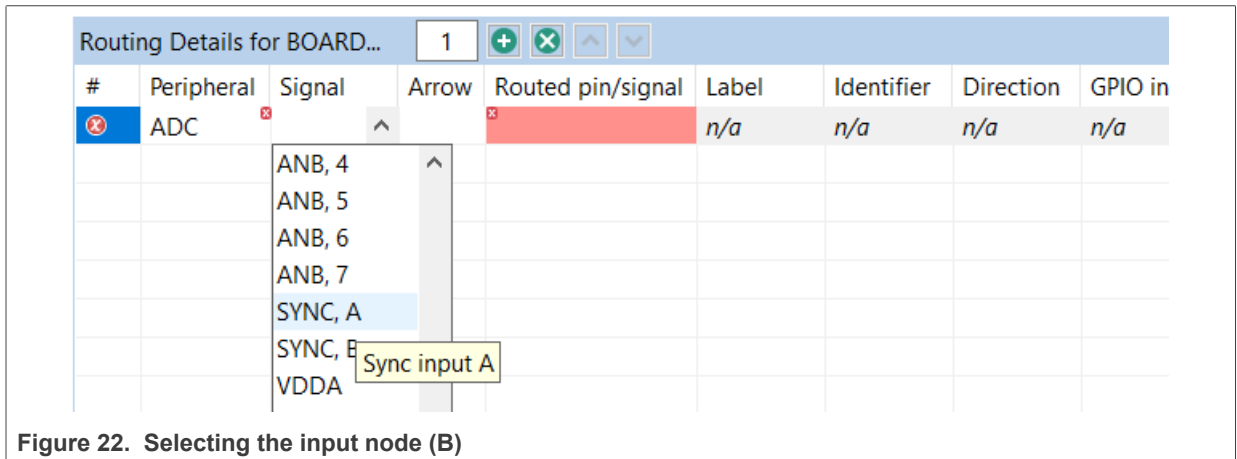 Routing Details for BOARD... 1
# Peripheral Signal Arrow Routed pin/signal Label Identifier Direction GPIO in
ADC n/a n/a n/a n/a
ANB, 4
ANB, 5
ANB, 6
ANB, 7
SYNC, A
SYNC, B
Sync input A
VDDA
Figure 22. Selecting the input node (B)